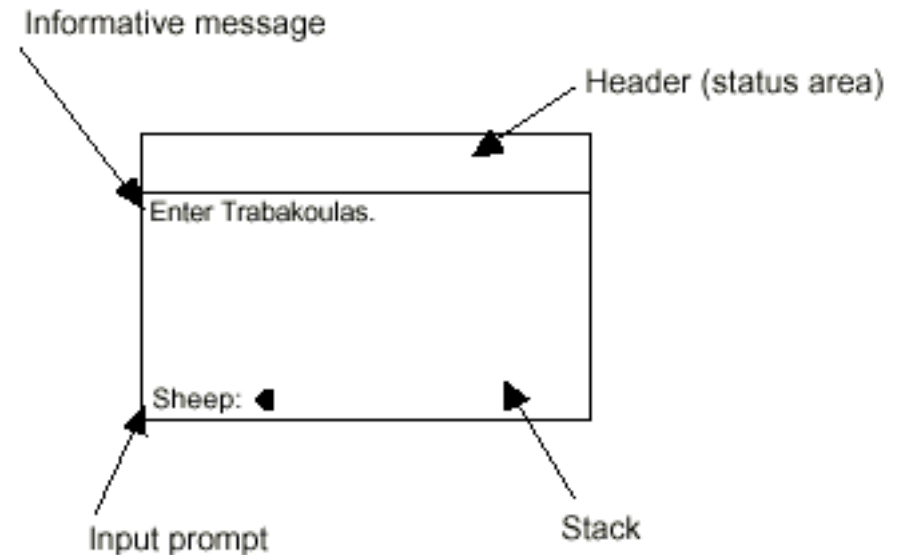 Informative message
Header (status area)
Enter Trabakoulas.
Sheep:
Input prompt
Stack